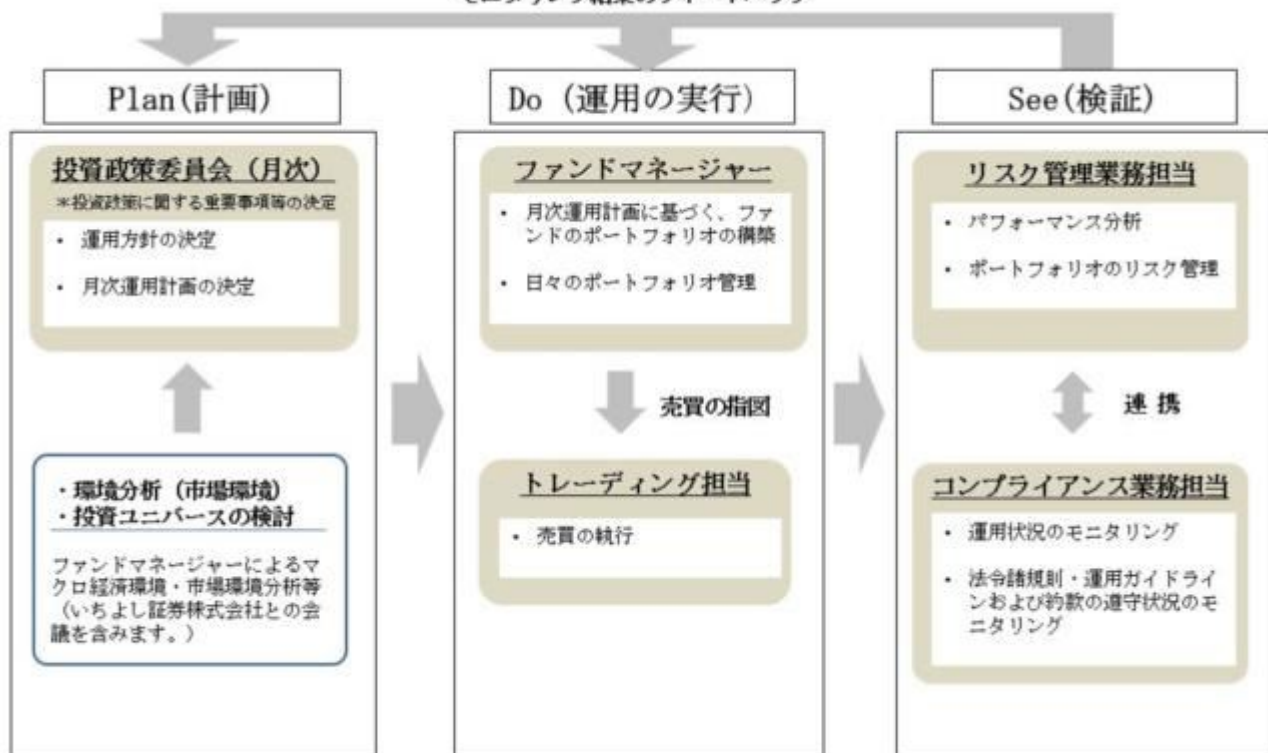 Plan(計画)
投資政策委員会（月次）
＊投資政策に関する重要事項等の決定
・ 運用方針の決定
・ 月次運用計画の決定
・環境分析（市場環境）
・投資ユニバースの検討
ファンドマネージャーによるマ
クロ経済環境・市場環境分析等
（いちよし証券株式会社との会
議を含みます。）
Do (運用の実行)
ファンドマネージャー
・ 月次運用計画に基づく、ファ
ンドのポートフォリオの構築
・ 日々のポートフォリオ管理
売買の指図
トレーディング担当
・ 売買の執行
See(検証)
リスク管理業務担当
・ パフォーマンス分析
・ ポートフォリオのリスク管理
連 携
コンプライアンス業務担当
・ 運用状況のモニタリング
・ 法令諸規則・運用ガイドライ
ンおよび約款の遵守状況のモ
ニタリング